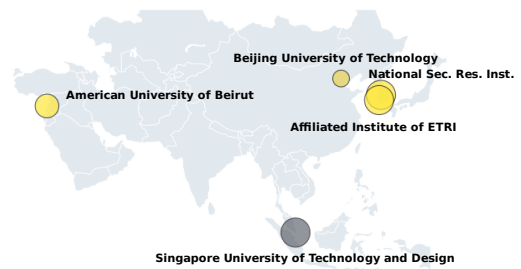 Beijing University of Technology
National Sec. Res. Inst.
American University of Beirut
Affiliated Institute of ETRI
Singapore University of Technology and Design